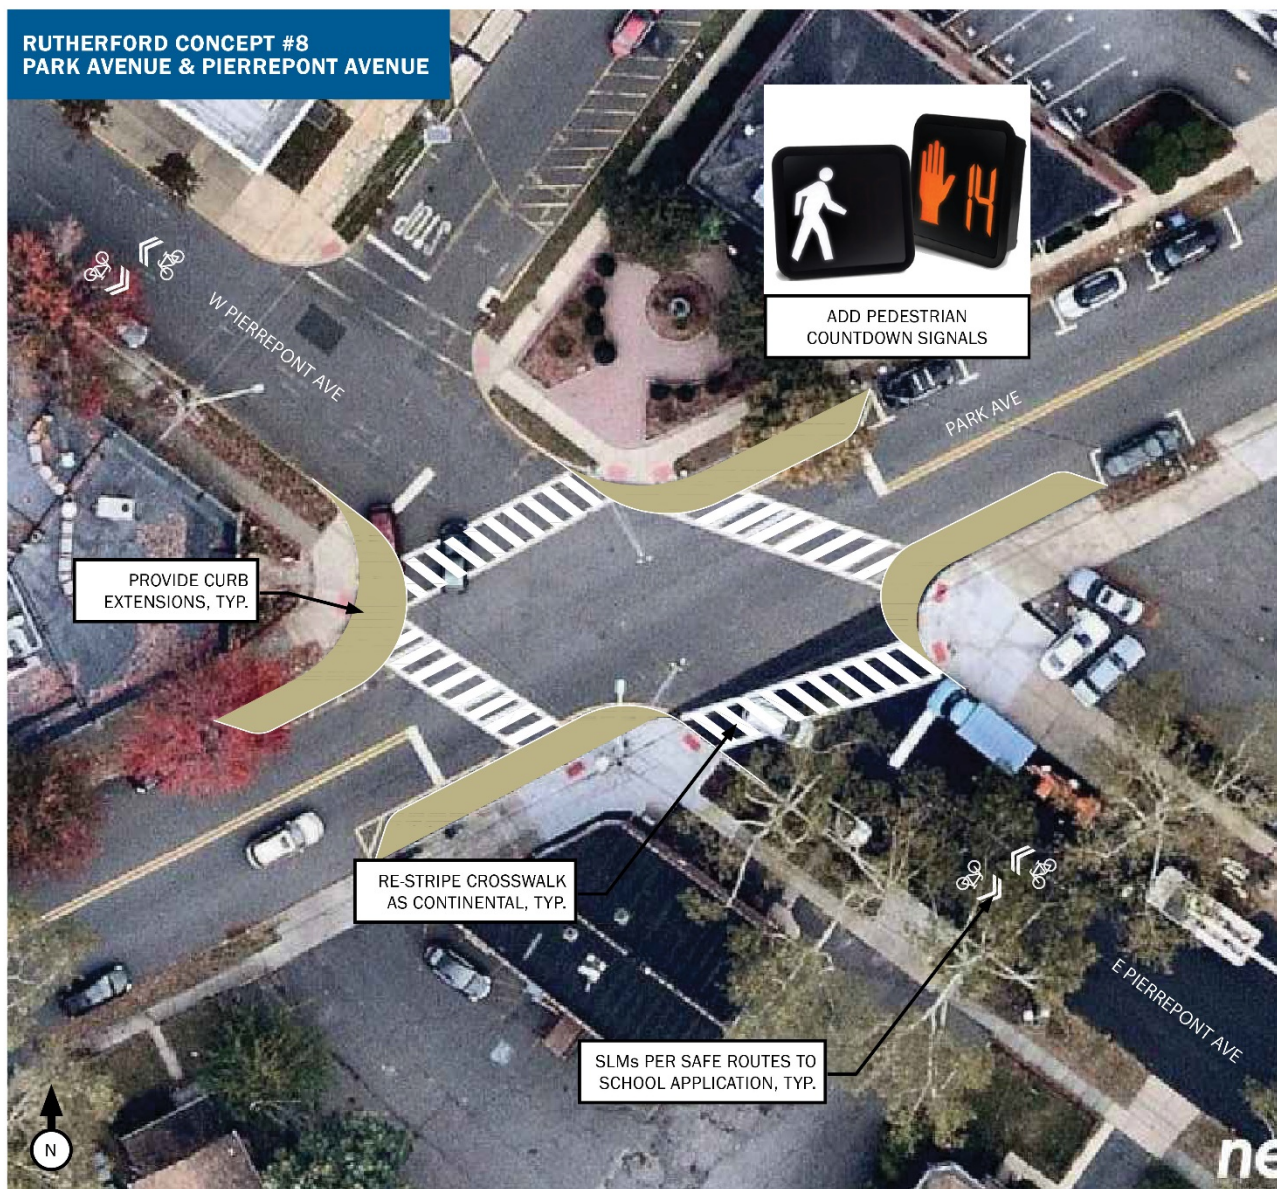 RUTHERFORD CONCEPT #8
PARK AVENUE & PIERREPONT AVENUE
STOP
14
ADD PEDESTRIAN
COUNTDOWN SIGNALS
W PIERREPONT AVE
PARK AVE
PROVIDE CURB
EXTENSIONS, TYP.
RE-STRIPE CROSSWALK
AS CONTINENTAL, TYP.
SLMs PER SAFE ROUTES TO
SCHOOL APPLICATION, TYP.
E PIERREPONT AVE
N
ne